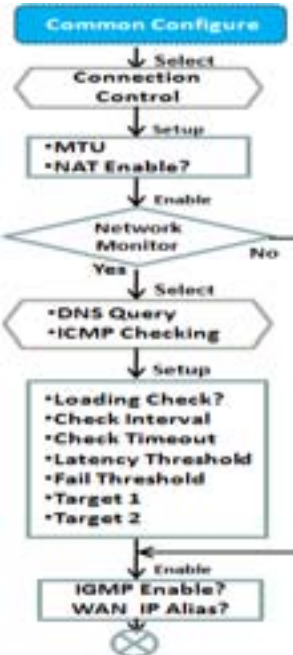 Common Configure
Select
Connection
Control
Setup
•MTU
•NAT Enable?
Enable
Network
Monitor
No
Yes
Select
•DNS Query
•ICMP Checking
Setup
•Loading Check?
•Check Interval
•Check Timeout
•Latency Threshold
•Fail Threshold
•Target 1
•Target 2
Enable
IGMP Enable?
WAN IP Alias?